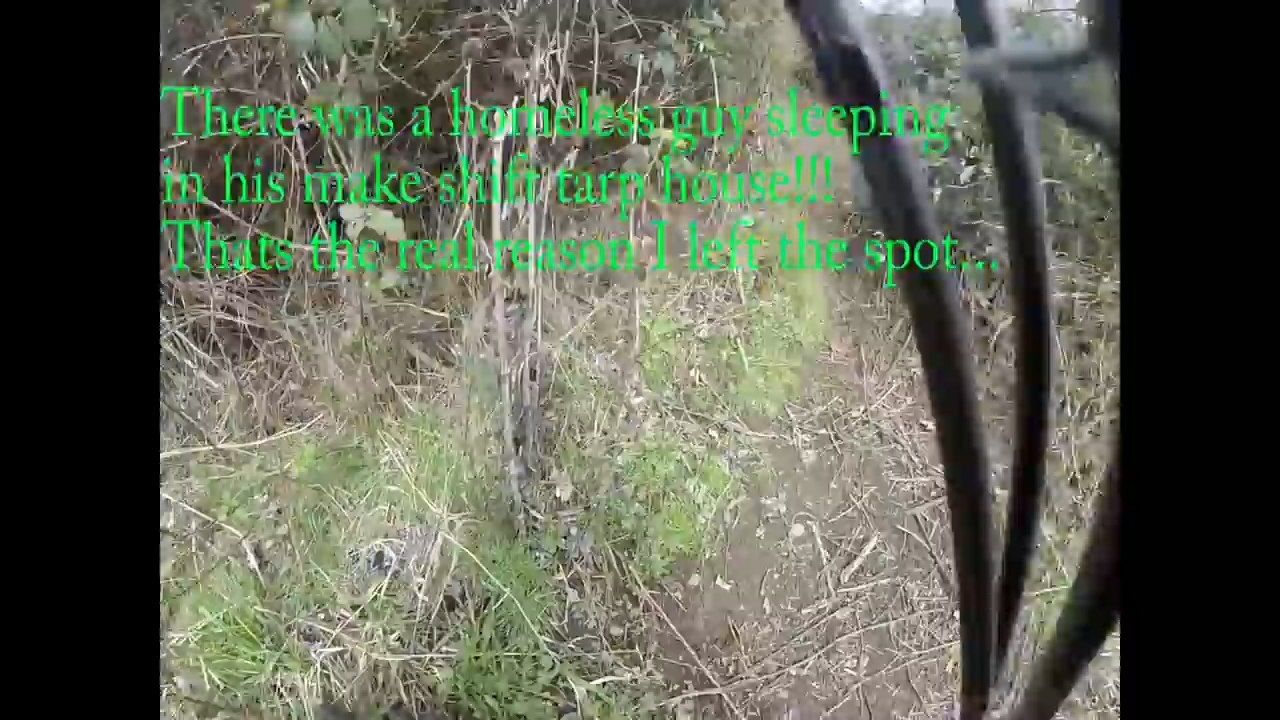 There was a homeless guy sleeping
in his make shift tarp house!!!
Thats the real reason I left the spot...